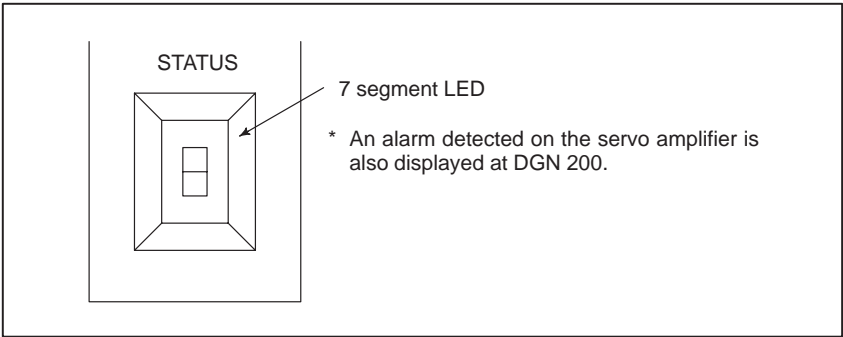 STATUS
7 segment LED
* An alarm detected on the servo amplifier is
also displayed at DGN 200.